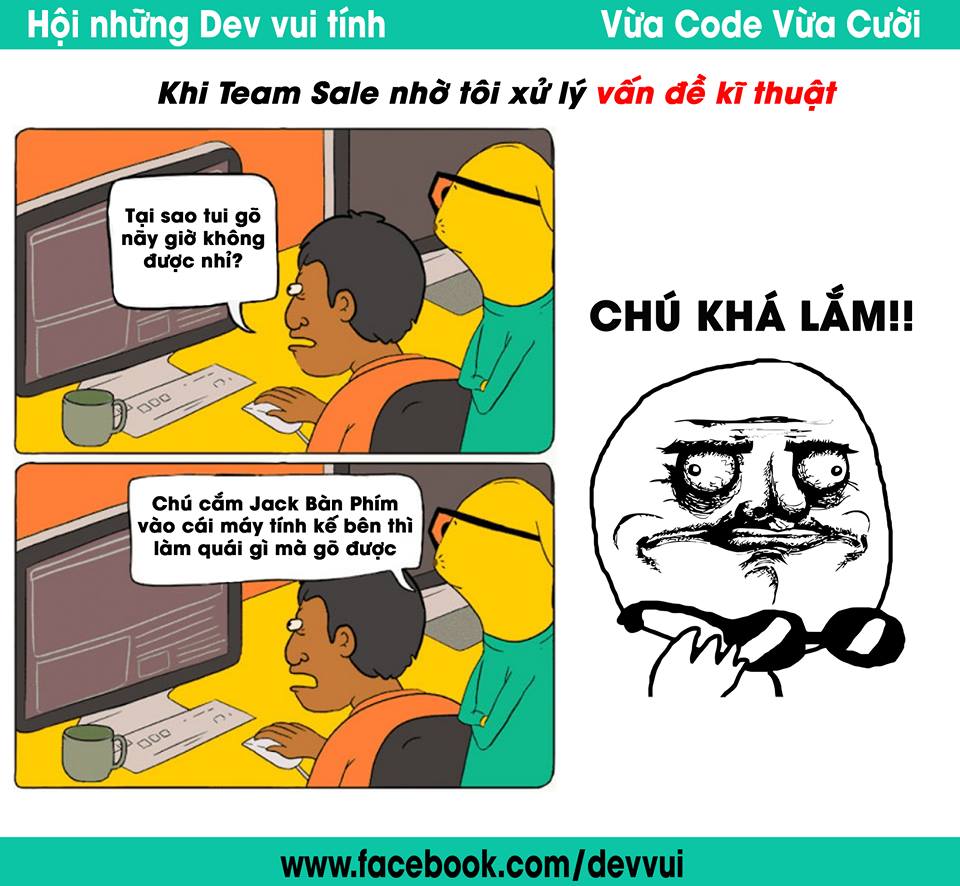 Hội những Dev vui tính
Vừa Code Vừa Cười
Khi Team Sale nhờ tôi xử lý vấn đề kĩ thuật
Tại sao tui gõ
nãy giờ không
được nhỉ?
CHÚ KHÁ LẮM!!
Chú cắm Jack Bàn Phím
vào cái máy tính kế bên thì
làm quái gì mà gõ được
www.facebook.com/devvui